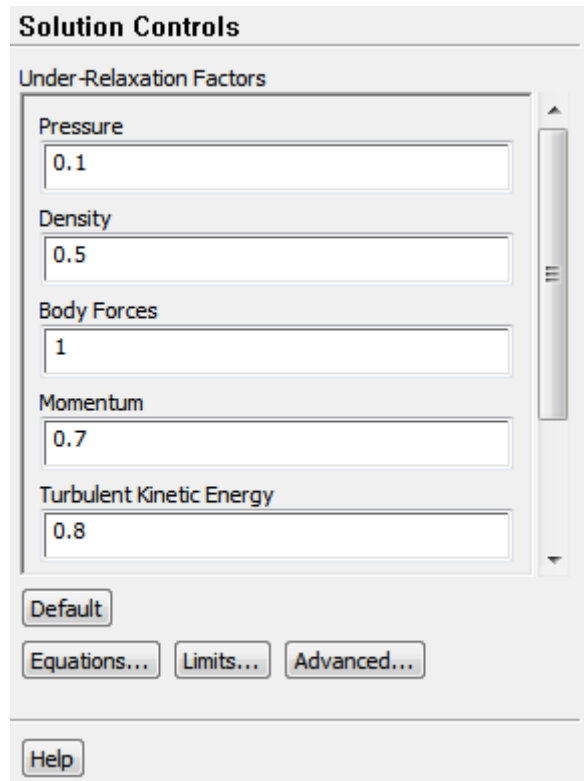 Solution Controls
Under-Relaxation Factors
Pressure
0.1
Density
0.5
Body Forces
1
Momentum
0.7
Turbulent Kinetic Energy
0.8
Default
Equations... Limits... Advanced...
Help